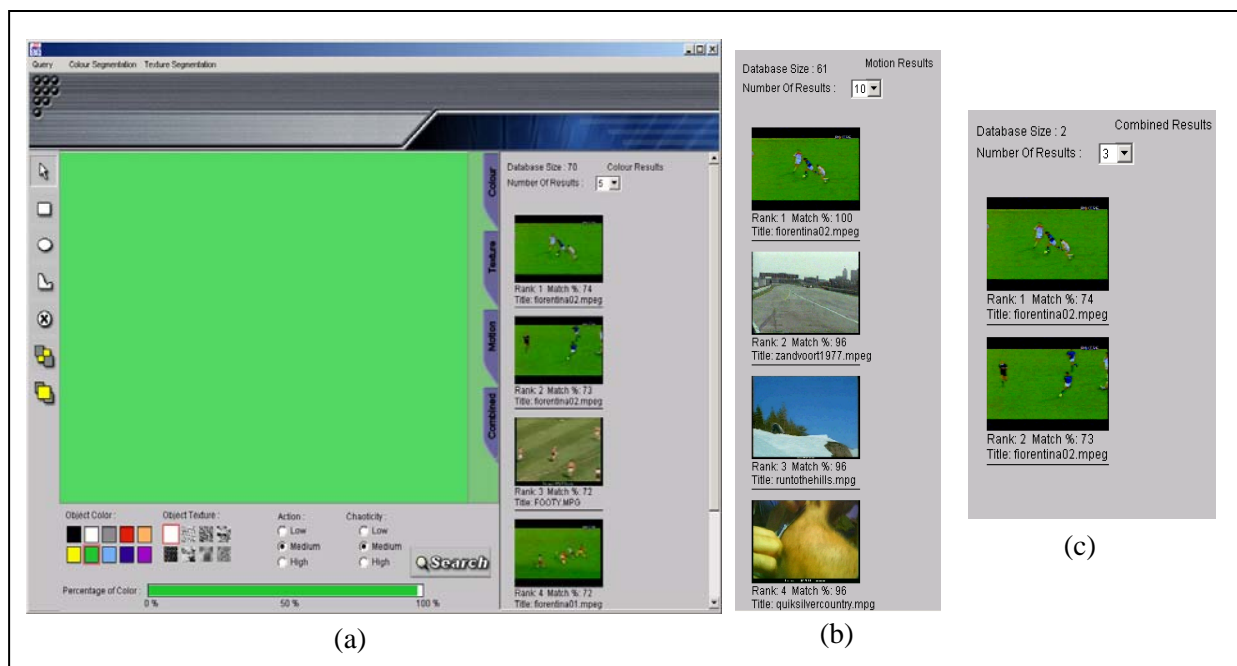 Query Colour Segmentation Texture Segmentation
Colour
Texture
Motion
Combined
Database Size : 70 Colour Results
Number Of Results : 5
Rank: 1 Match %: 74
Title: fiorentina02.mpeg
Rank: 2 Match %: 73
Title: fiorentina02.mpeg
Rank: 3 Match %: 72
Title: FOOTY.MPG
Rank: 4 Match %: 72
Title: fiorentina01.mpeg
Object Color : Object Texture : Action : Chaoticity :
Low Low
Medium Medium
High High
Search
Percentage of Color :
0 % 50 % 100 %
(a)
Database Size : 61 Motion Results
Number Of Results : 10
Rank: 1 Match %: 100
Title: fiorentina02.mpeg
Rank: 2 Match %: 96
Title: zandvoort1977.mpeg
Rank: 3 Match %: 96
Title: runtothehills.mpg
Rank: 4 Match %: 96
Title: quiksilvercountry.mpg
(b)
Database Size : 2 Combined Results
Number Of Results : 3
Rank: 1 Match %: 74
Title: fiorentina02.mpeg
Rank: 2 Match %: 73
Title: fiorentina02.mpeg
(c)